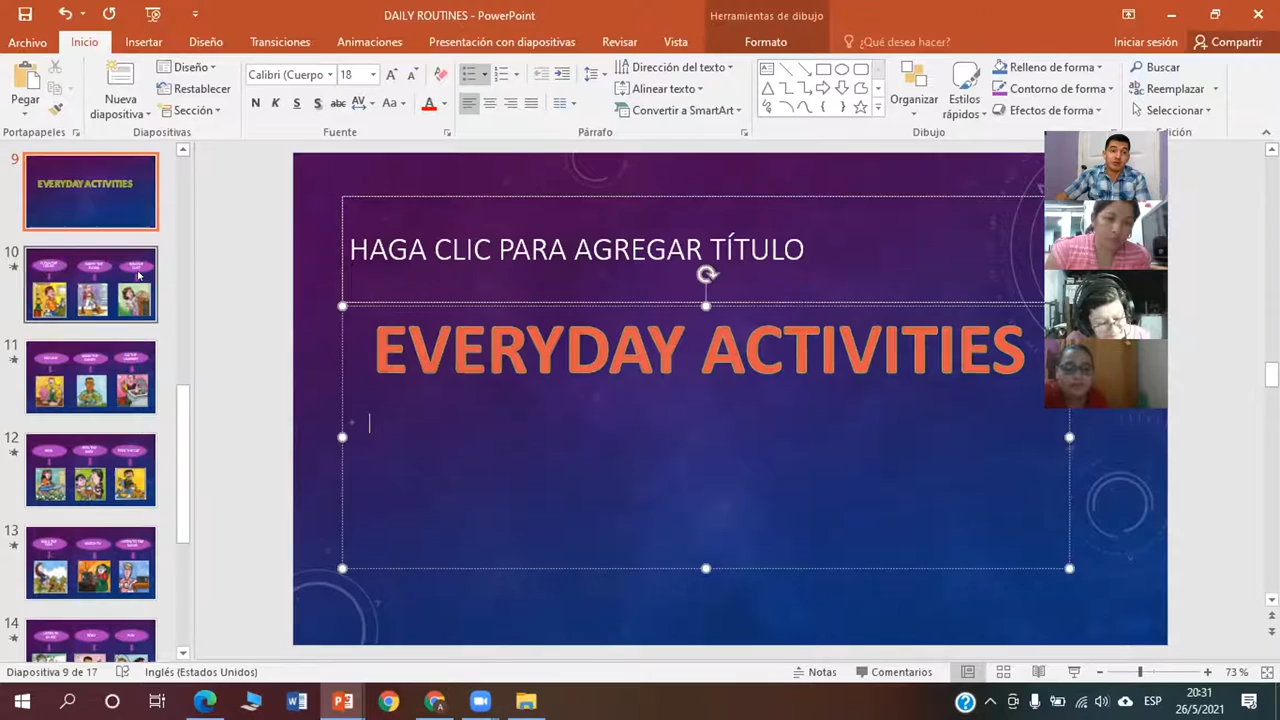 DAILY ROUTINES - PowerPoint
Herramientas de dibujo
Archivo
Inicio
Insertar
Diseño
Transiciones
Animaciones
Presentación con diapositivas
Revisar
Vista
Formato
¿Qué desea hacer?
Iniciar sesión
Compartir
Pegar
Portapapeles
Nueva
diapositiva
Diseño
Restablecer
Sección
Diapositivas
Calibri (Cuerpo
18
N
K
S
S
abc
AV
Aa
A
Fuente
Dirección del texto
Alinear texto
Convertir a SmartArt
Párrafo
Organizar
Estilos
rápidos
Relleno de forma
Contorno de forma
Efectos de forma
Dibujo
Buscar
Reemplazar
Seleccionar
Edición
9
EVERYDAY ACTIVITIES
10
11
12
13
14
HAGA CLIC PARA AGREGAR TÍTULO
EVERYDAY ACTIVITIES
Diapositiva 9 de 17
Inglés (Estados Unidos)
Notas
Comentarios
73 %
ESP
20:31
26/5/2021